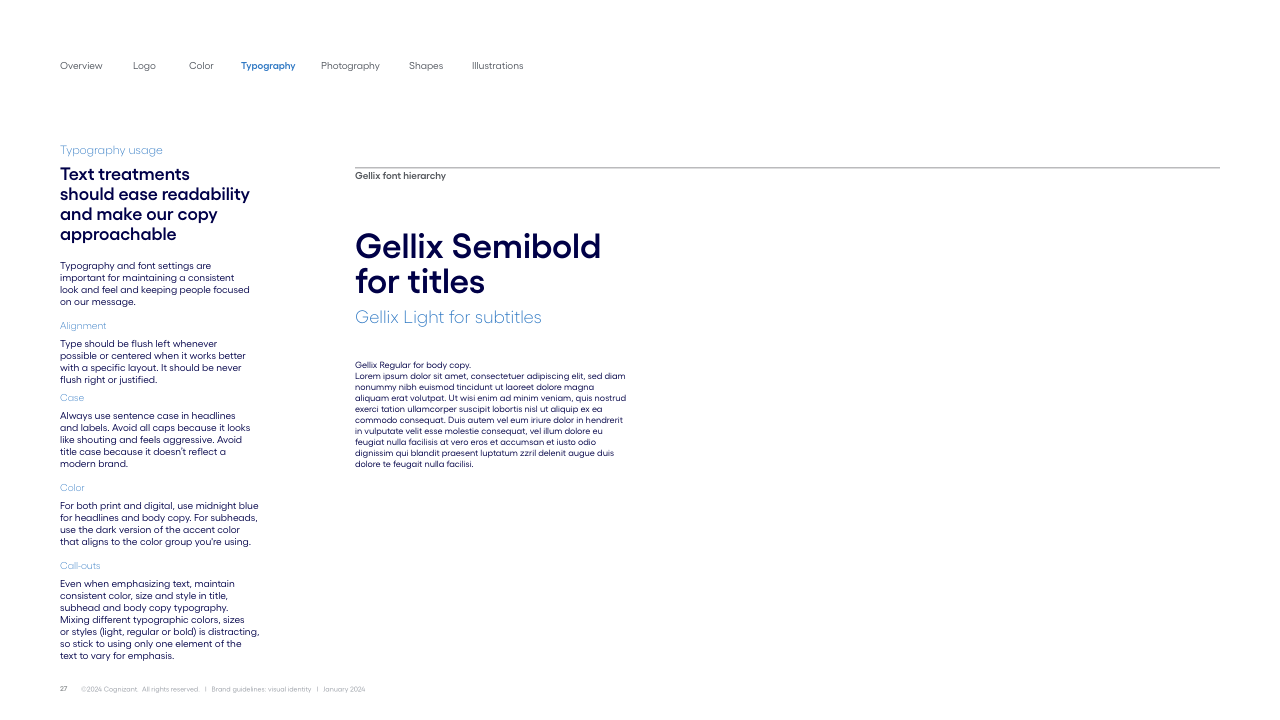 Overview Logo Color Typography Photography Shapes Illustrations
Typography usage
Text treatments
should ease readability
and make our copy
approachable
Typography and font settings are
important for maintaining a consistent
look and feel and keeping people focused
on our message.
Alignment
Type should be flush left whenever
possible or centered when it works better
with a specific layout. It should be never
flush right or justified.
Case
Always use sentence case in headlines
and labels. Avoid all caps because it looks
like shouting and feels aggressive. Avoid
title case because it doesn't reflect a
modern brand.
Color
For both print and digital, use midnight blue
for headlines and body copy. For subheads,
use the dark version of the accent color
that aligns to the color group you're using.
Call-outs
Even when emphasizing text, maintain
consistent color, size and style in title,
subhead and body copy typography.
Mixing different typographic colors, sizes
or styles (light, regular or bold) is distracting,
so stick to using only one element of the
text to vary for emphasis.
Gellix font hierarchy
Gellix Semibold
for titles
Gellix Light for subtitles
Gellix Regular for body copy.
Lorem ipsum dolor sit amet, consectetuer adipiscing elit, sed diam
nonummy nibh euismod tincidunt ut laoreet dolore magna
aliquam erat volutpat. Ut wisi enim ad minim veniam, quis nostrud
exerci tation ullamcorper suscipit lobortis nisl ut aliquip ex ea
commodo consequat. Duis autem vel eum iriure dolor in hendrerit
in vulputate velit esse molestie consequat, vel illum dolore eu
feugiat nulla facilisis at vero eros et accumsan et iusto odio
dignissim qui blandit praesent luptatum zzril delenit augue duis
dolore te feugait nulla facilisi.
27 ©2024 Cognizant. All rights reserved. | Brand guidelines: visual identity | January 2024